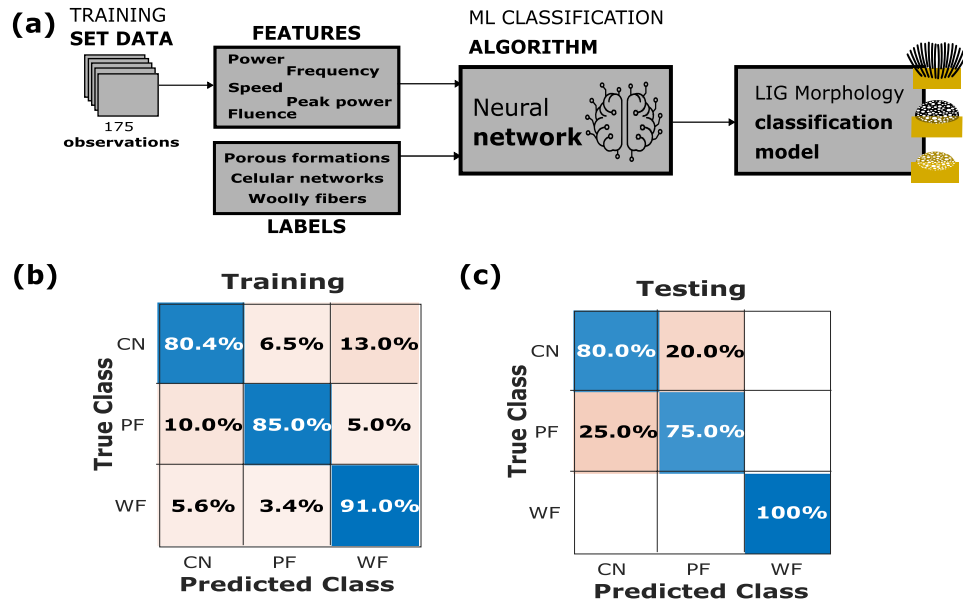 (a)
TRAINING
SET DATA
175
observations
FEATURES
Power
Frequency
Speed
Peak power
Fluence
Porous formations
Celular networks
Woolly fibers
LABELS
ML CLASSIFICATION
ALGORITHM
Neural
network
LIG Morphology
classification
model
(b)
Training
True Class
CN 80.4% 6.5% 13.0%
PF 10.0% 85.0% 5.0%
WF 5.6% 3.4% 91.0%
CN PF WF
Predicted Class
(c)
Testing
True Class
CN 80.0% 20.0%
PF 25.0% 75.0%
WF 100%
CN PF WF
Predicted Class